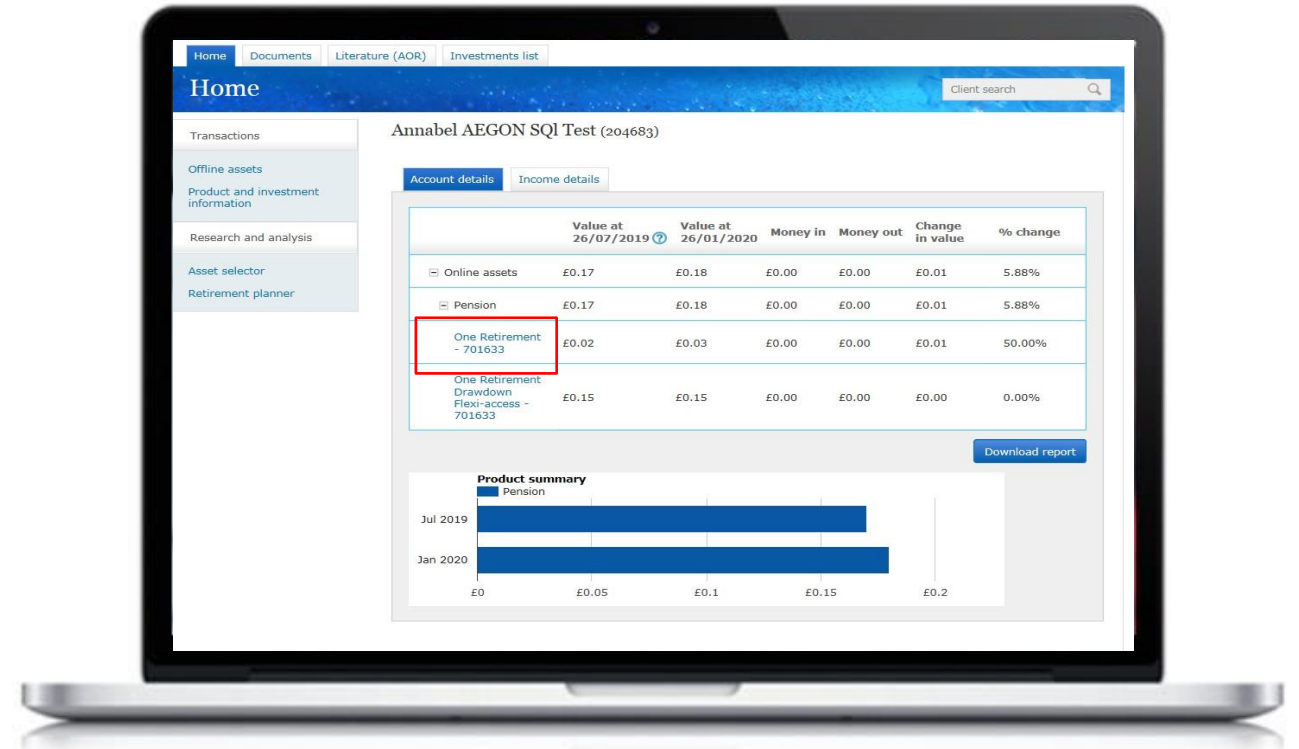 Home Documents Literature (AOR) Investments list
Home
Client search
Transactions
Offline assets
Product and investment
information
Research and analysis
Asset selector
Retirement planner
Annabel AEGON SQl Test (204683)
Account details Income details
Value at
26/07/2019 ?
Value at
26/01/2020
Money in
Money out
Change
in value
% change
Online assets £0.17 £0.18 £0.00 £0.00 £0.01 5.88%
Pension £0.17 £0.18 £0.00 £0.00 £0.01 5.88%
One Retirement
- 701633
£0.02 £0.03 £0.00 £0.00 £0.01 50.00%
One Retirement
Drawdown
Flexi-access -
701633
£0.15 £0.15 £0.00 £0.00 £0.00 0.00%
Download report
Product summary
Pension
Jul 2019
Jan 2020
£0 £0.05 £0.1 £0.15 £0.2